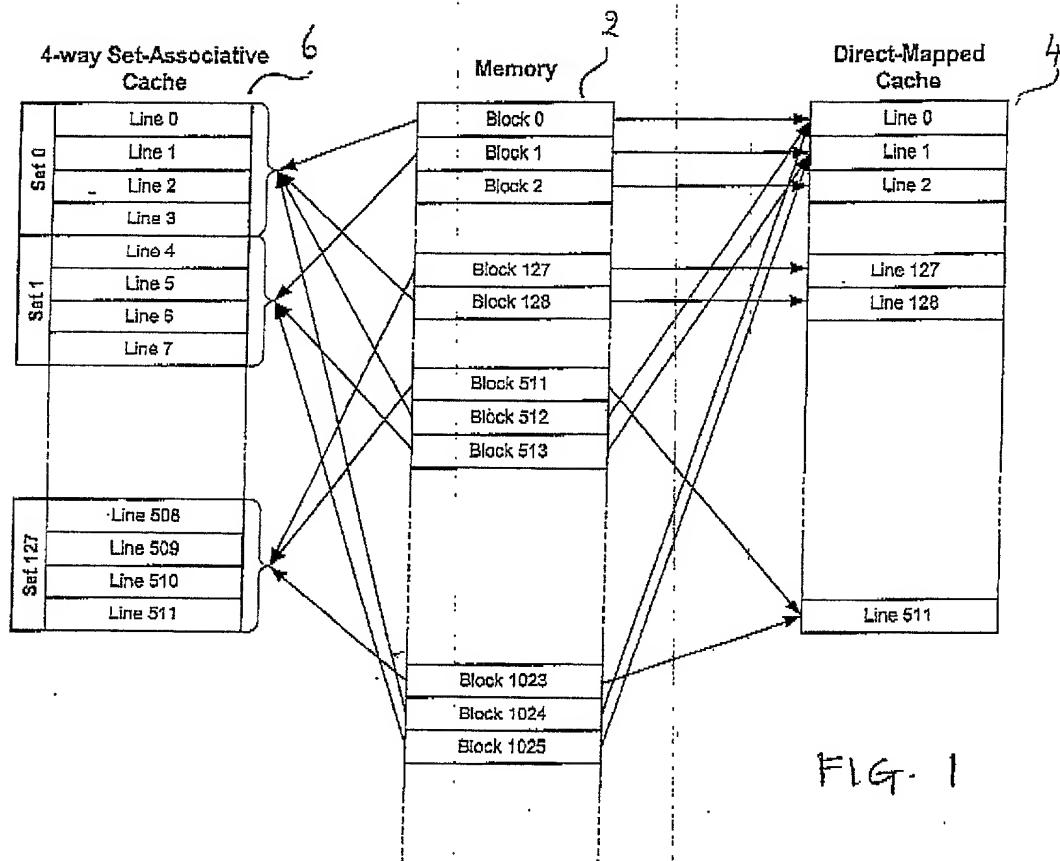 4-way Set-Associative
Cache
6
Set 0
Line 0
Line 1
Line 2
Line 3
Set 1
Line 4
Line 5
Line 6
Line 7
Set 127
Line 508
Line 509
Line 510
Line 511
Memory
2
Block 0
Block 1
Block 2
Block 127
Block 128
Block 511
Block 512
Block 513
Block 1023
Block 1024
Block 1025
Direct-Mapped
Cache
4
Line 0
Line 1
Line 2
Line 127
Line 128
Line 511
FIG. 1